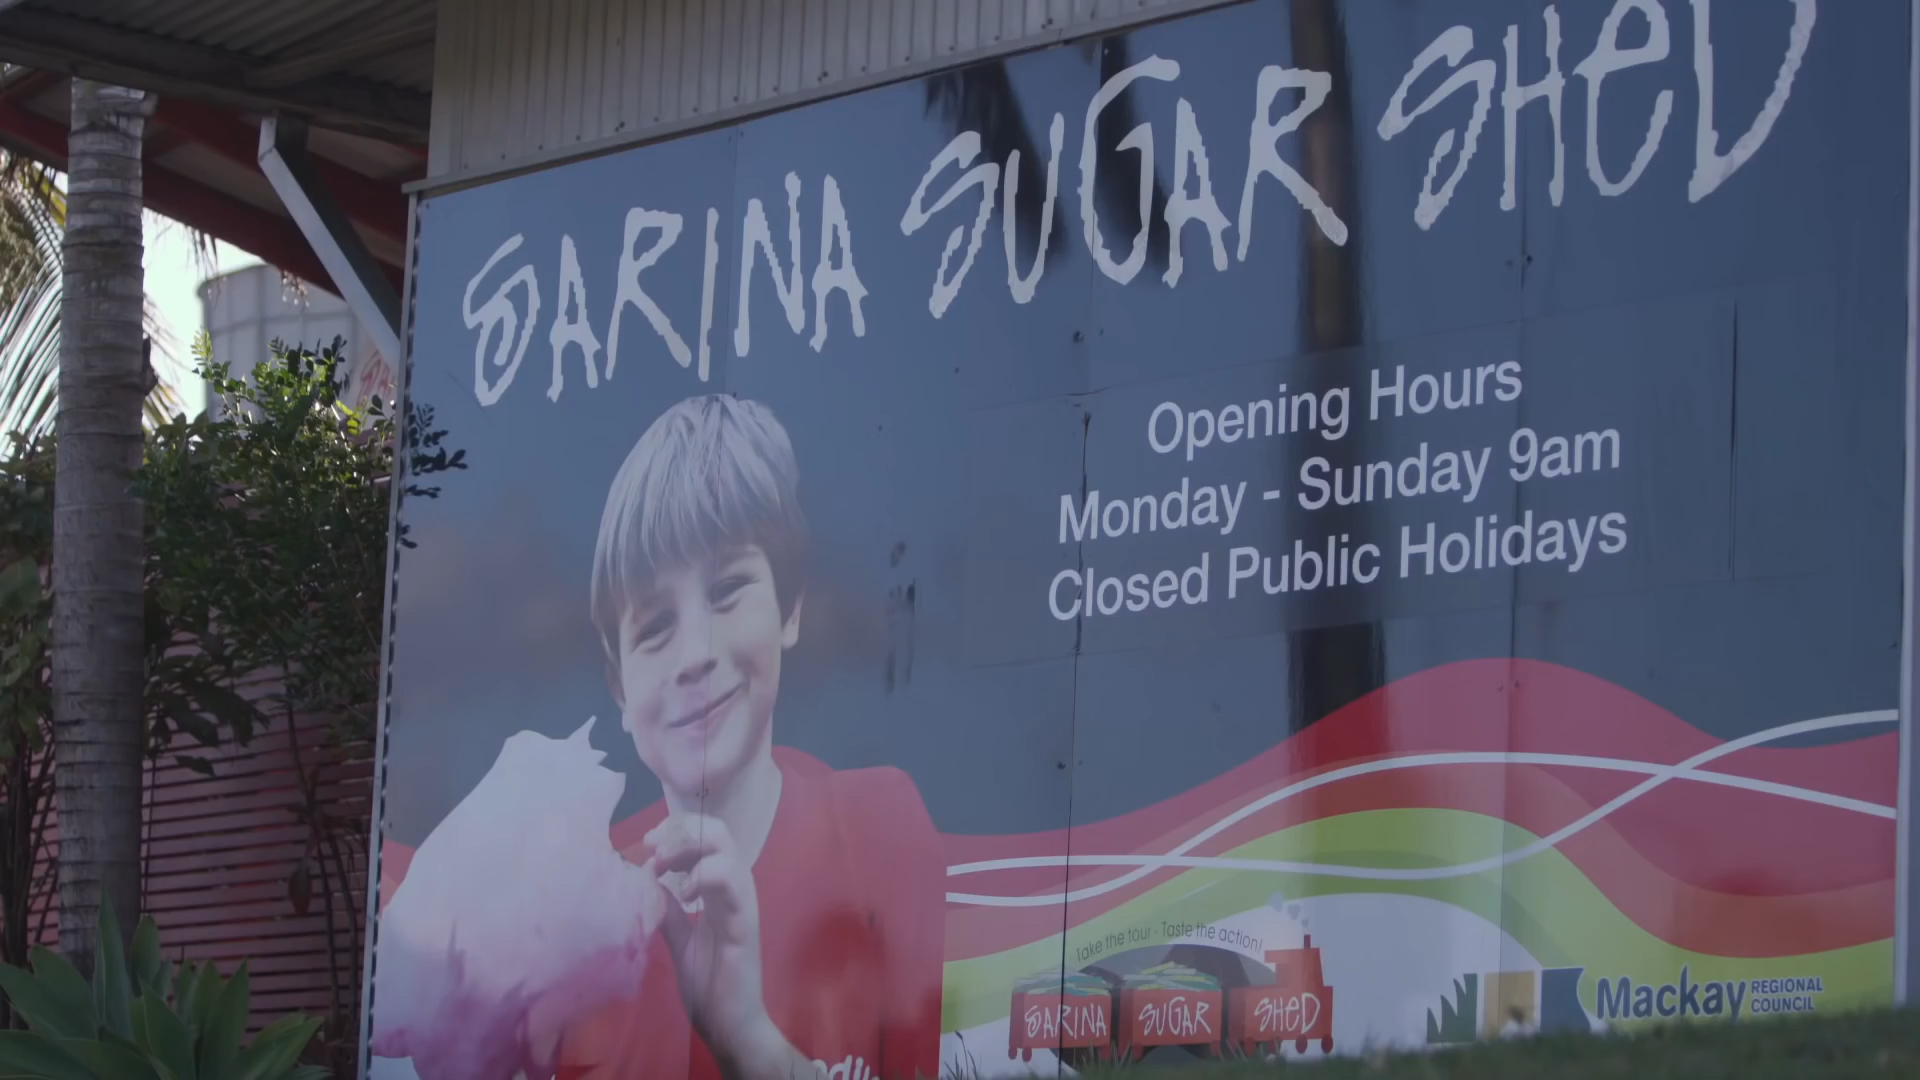 SARINA SUGAR SHeD
Opening Hours
Monday - Sunday 9am
Closed Public Holidays
Take the tour - Taste the action!
SARINA SUGAR SHeD
Mackay REGIONAL
COUNCIL